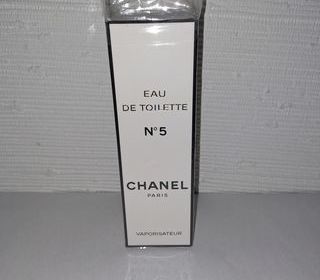 EAU
DE TOILETTE
N°5
CHANEL
PARIS
VAPORISATEUR